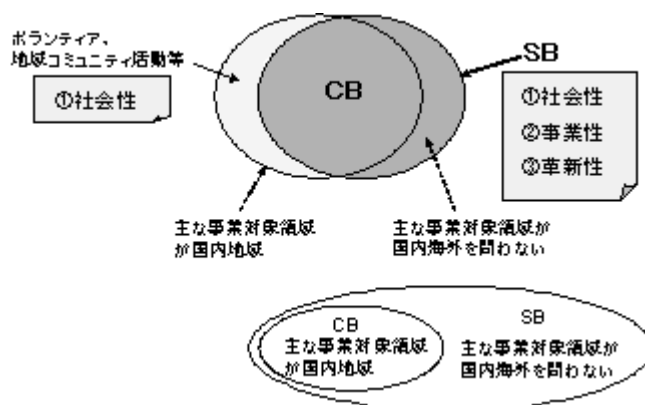 ボランティア、
地域コミュニティ活動等
①社会性
CB
SB
①社会性
②事業性
③革新性
主な事業対象領域
が国内地域
主な事業対象領域が
国内海外を問わない
CB
主な事業対象領域
が国内地域
SB
主な事業対象領域が
国内海外を問わない